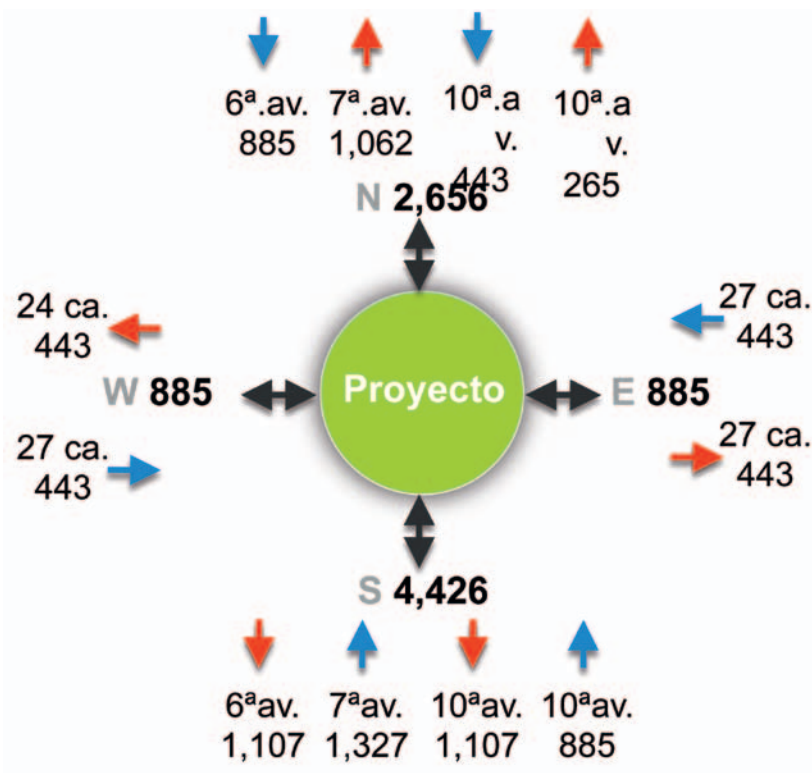 6ª.av. 7ª.av. 10ª.a 10ª.a
885 1,062 v. v.
443 265
N 2,656
24 ca.
443
27 ca.
443
W 885
Proyecto
E 885
27 ca.
443
27 ca.
443
S 4,426
6ªav. 7ªav. 10ªav. 10ªav.
1,107 1,327 1,107 885